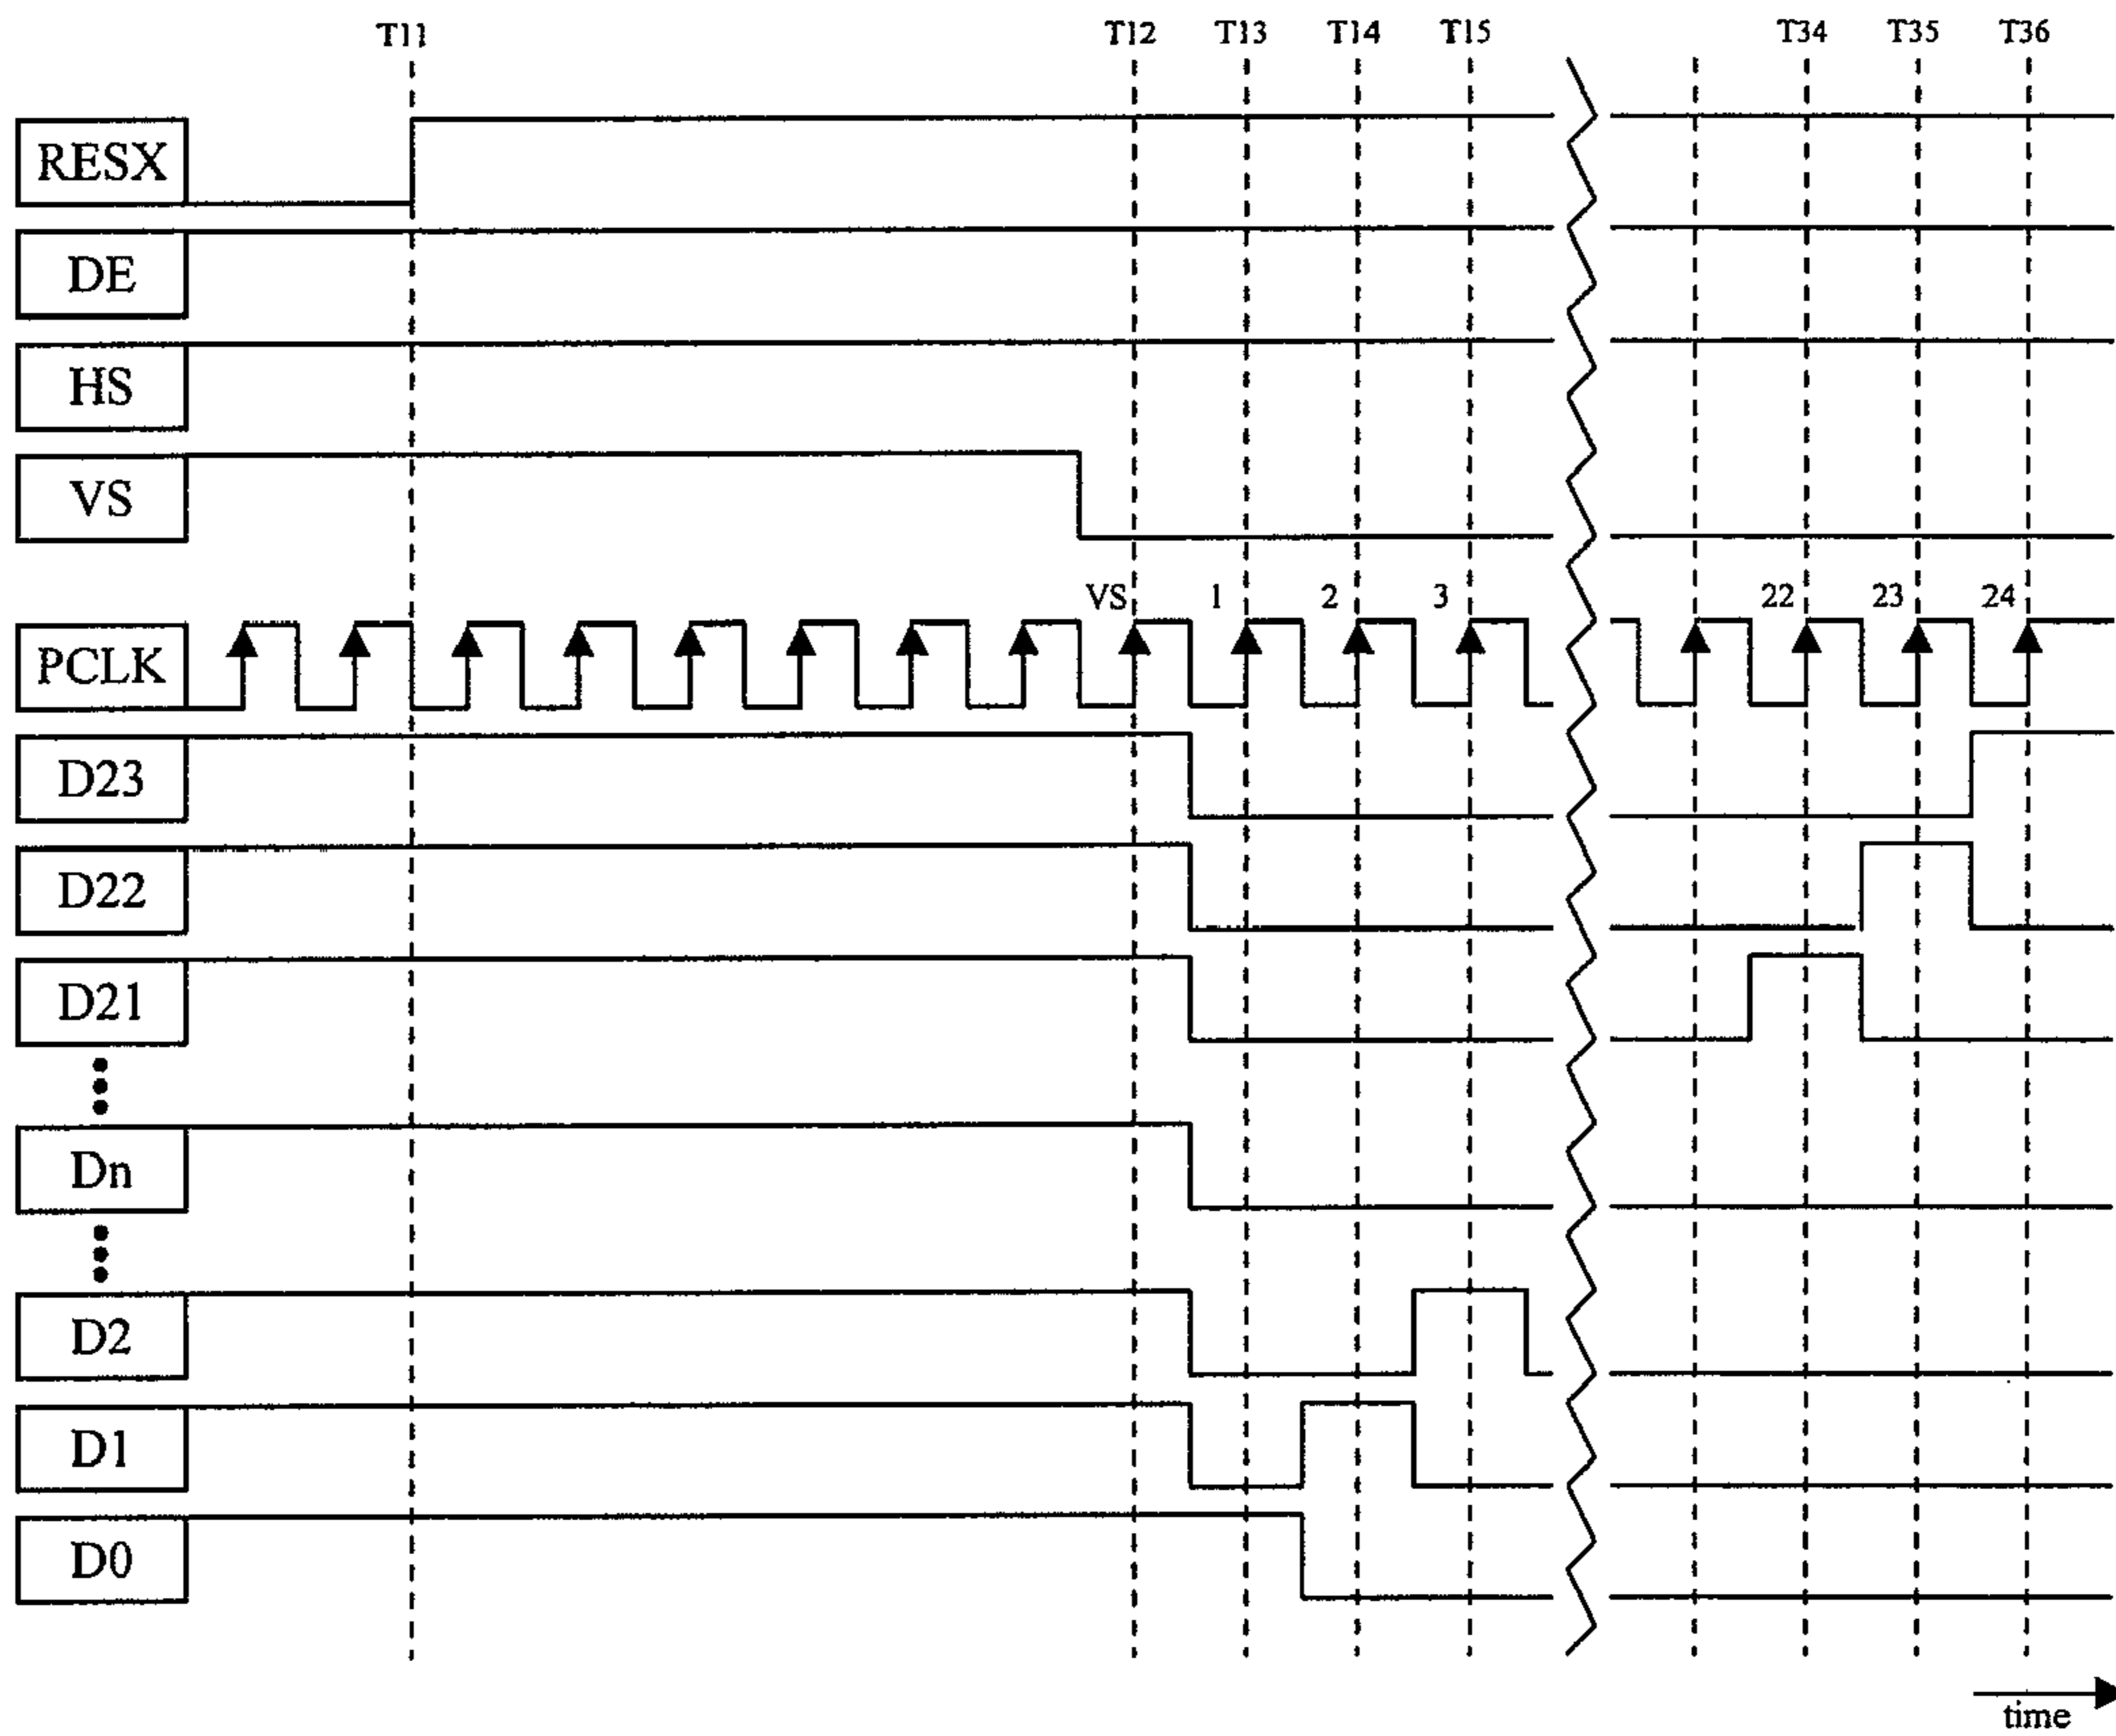 T11 T12 T13 T14 T15 T34 T35 T36
RESX
DE
HS
VS
VS 1 2 3 22 23 24
PCLK
D23
D22
D21
Dn
D2
D1
D0
time